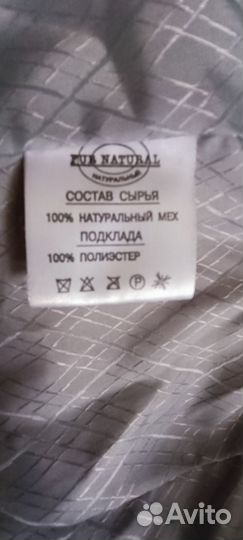 FUR NATURAL
НАТУРАЛЬНЫЙ
СОСТАВ СЫРЬЯ
100% НАТУРАЛЬНЫЙ МЕХ
ПОДКЛАДА
100% ПОЛИЭСТЕР
P
Avito